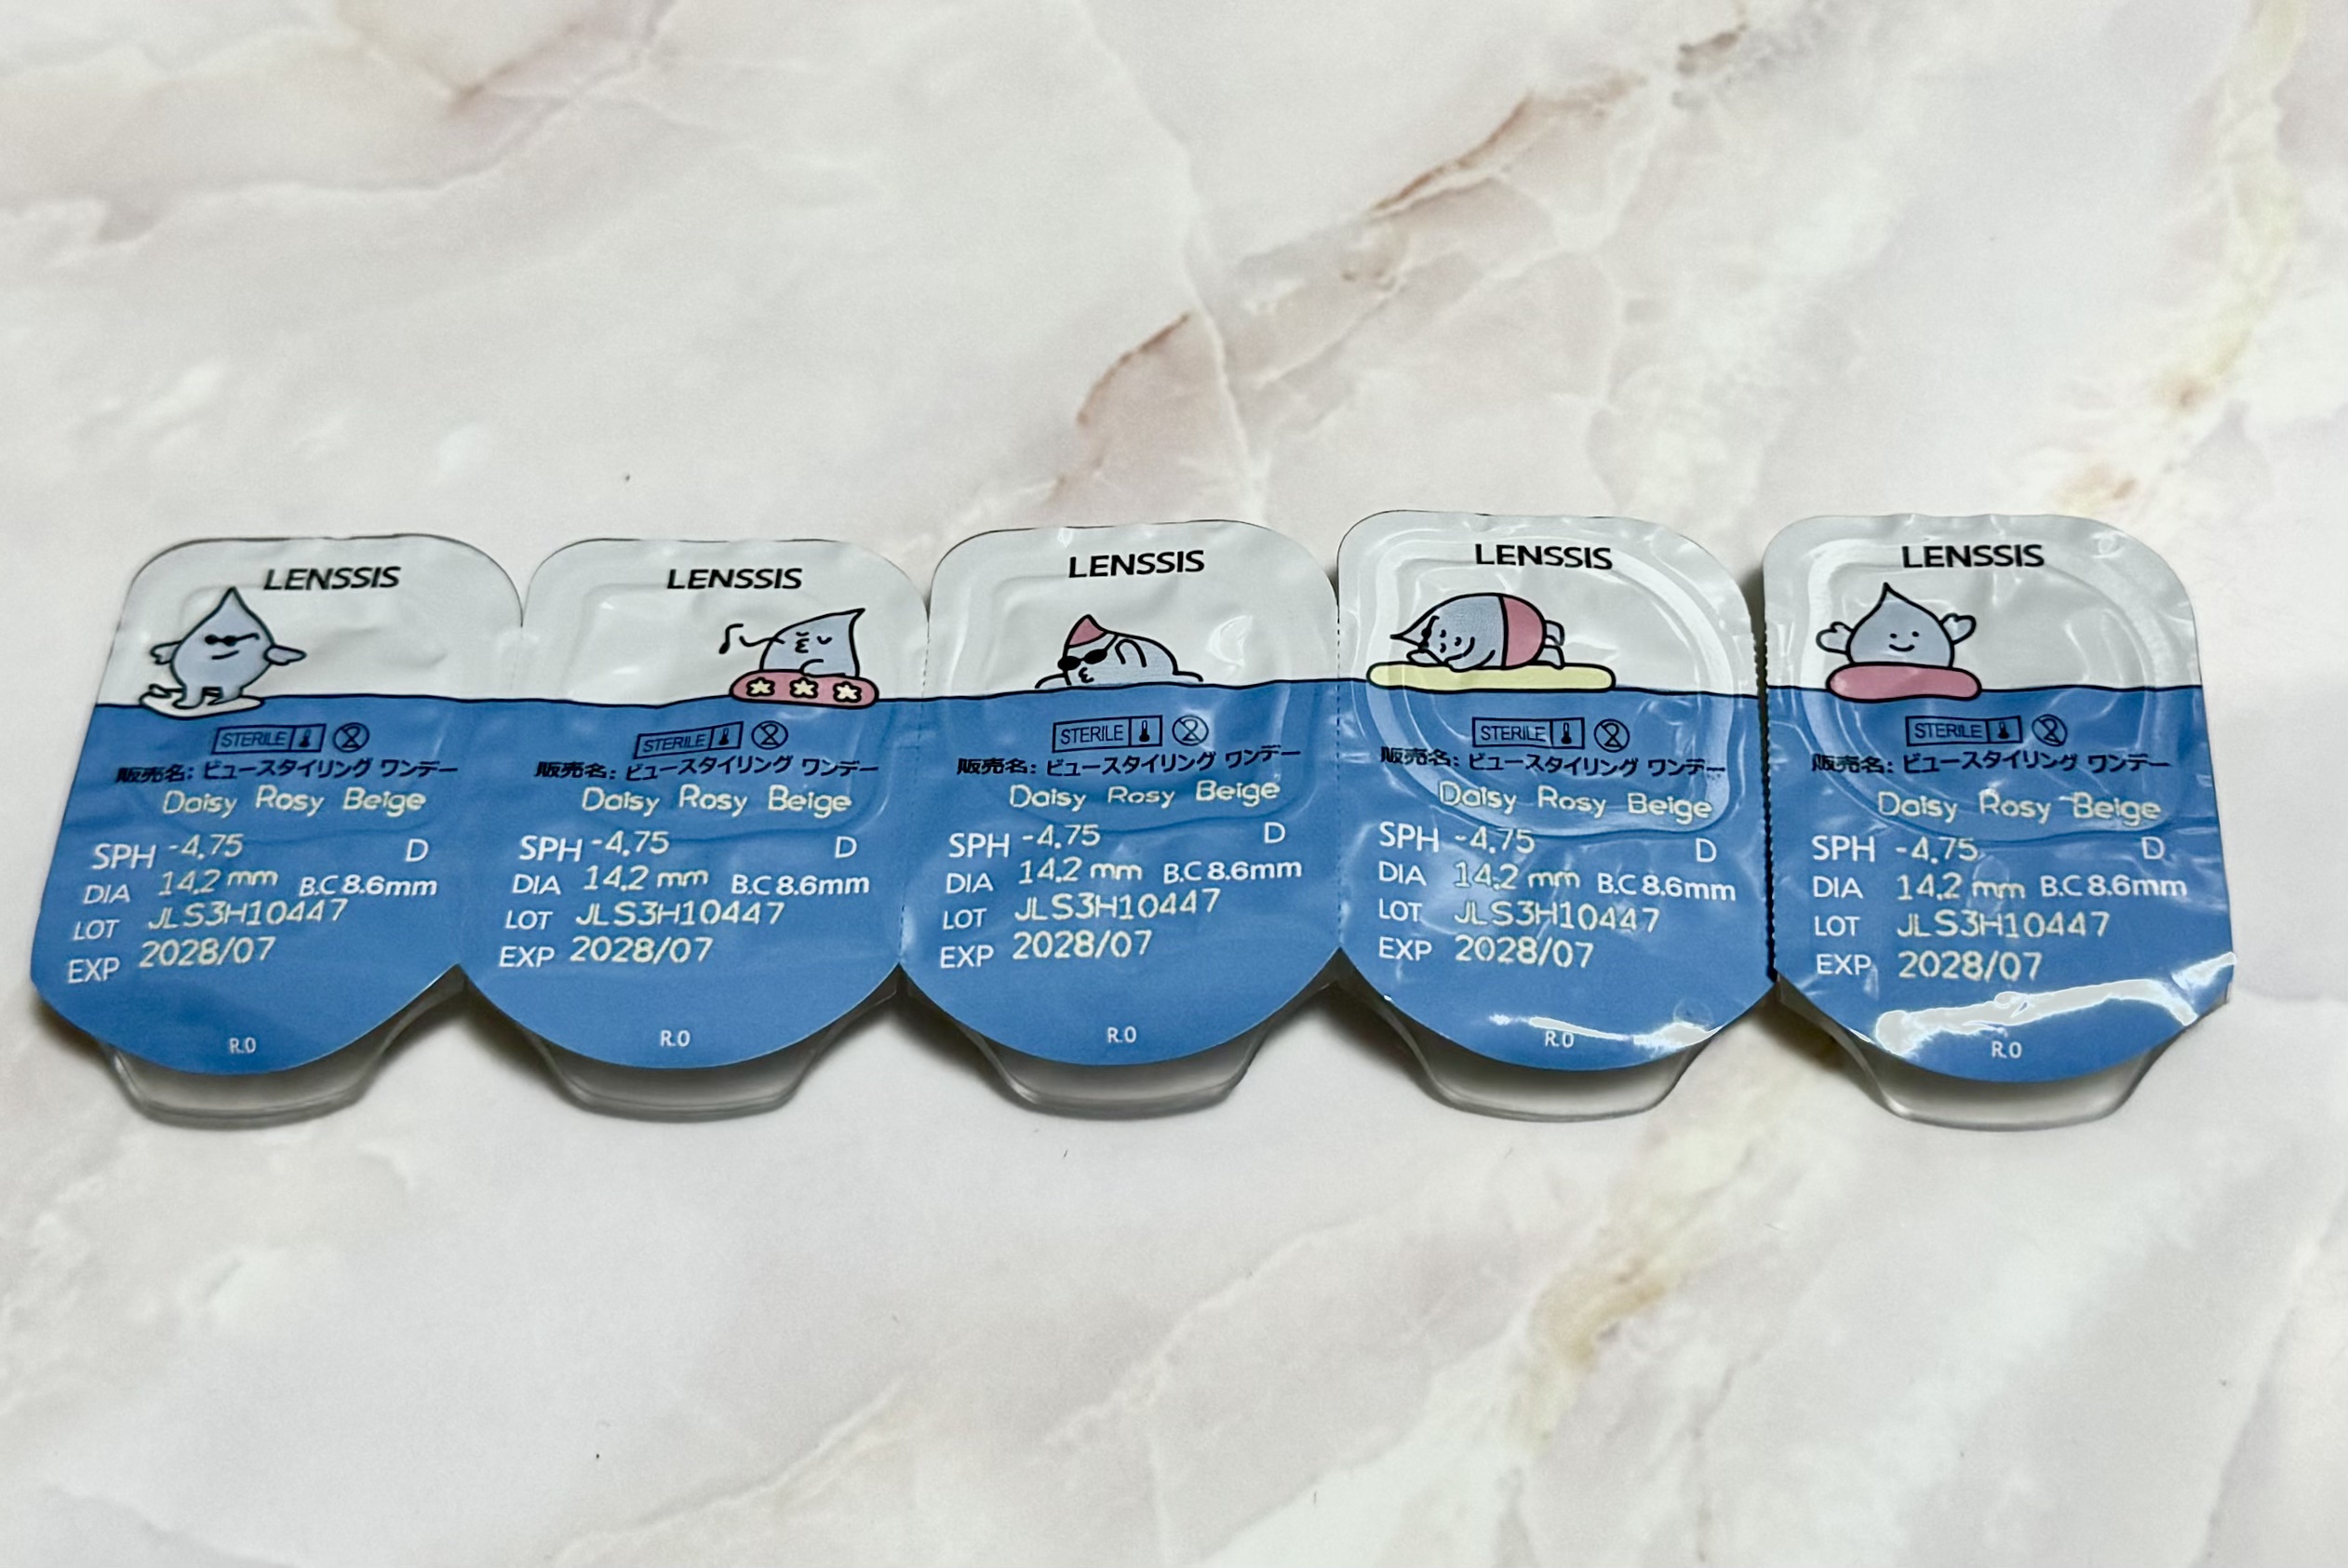 LENSSIS
STERILE
販売名: ビュースタイリング ワンデー
Daisy Rosy Beige
SPH -4.75 D
DIA 14.2 mm B.C 8.6mm
LOT JLS3H10447
EXP 2028/07
R.0
LENSSIS
STERILE
販売名: ビュースタイリング ワンデー
Daisy Rosy Beige
SPH -4.75 D
DIA 14.2 mm B.C 8.6mm
LOT JLS3H10447
EXP 2028/07
R.0
LENSSIS
STERILE
販売名: ビュースタイリング ワンデー
Daisy Rosy Beige
SPH -4.75 D
DIA 14.2 mm B.C 8.6mm
LOT JLS3H10447
EXP 2028/07
R.0
LENSSIS
STERILE
販売名: ビュースタイリング ワンデー
Daisy Rosy Beige
SPH -4.75 D
DIA 14.2 mm B.C 8.6mm
LOT JLS3H10447
EXP 2028/07
R.0
LENSSIS
STERILE
販売名: ビュースタイリング ワンデー
Daisy Rosy Beige
SPH -4.75 D
DIA 14.2 mm B.C 8.6mm
LOT JLS3H10447
EXP 2028/07
R.0